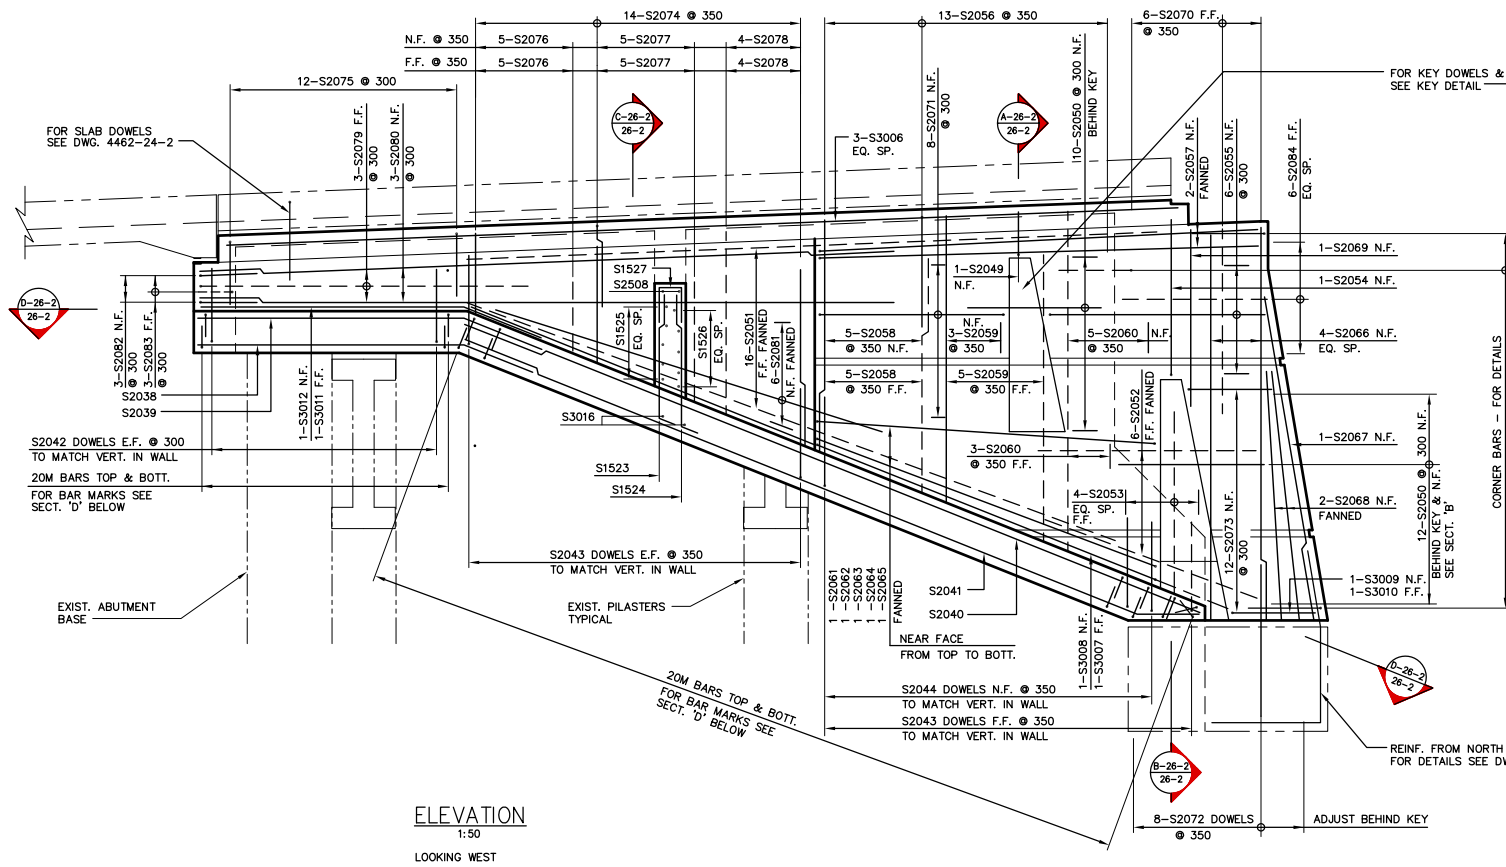 14-S2074 @ 350
13-S2056 @ 350
6-S2070 F.F.
@ 350
N.F. @ 350
5-S2076
5-S2077
4-S2078
F.F. @ 350
5-S2076
5-S2077
4-S2078
12-S2075 @ 300
FOR KEY DOWELS &
SEE KEY DETAIL
FOR SLAB DOWELS
SEE DWG. 4462-24-2
3-S2079 F.F.
@ 300
3-S2080 N.F.
@ 300
C-26-2
26-2
3-S3006
EQ. SP.
8-S2071 N.F.
@ 300
A-26-2
26-2
10-S2050 @ 300 N.F.
BEHIND KEY
2-S2057 N.F.
FANNED
6-S2055 N.F.
@ 300
6-S2084 F.F.
EQ. SP.
1-S2069 N.F.
1-S2054 N.F.
4-S2066 N.F.
EQ. SP.
CORNER BARS - FOR DETAILS
D-26-2
26-2
3-S2082 N.F.
@ 300
3-S2083 F.F.
@ 300
S2038
S2039
1-S3012 N.F.
1-S3011 F.F.
S1527
S2508
S1525
EQ. SP.
S1526
EQ. SP.
16-S2051
F.F. FANNED
6-S2081
N.F. FANNED
1-S2049
N.F.
5-S2058
@ 350 N.F.
N.F.
3-S2059
@ 350
5-S2060
N.F.
@ 350
5-S2058
@ 350 F.F.
5-S2059
@ 350 F.F.
6-S2052
F.F. FANNED
3-S2060
@ 350 F.F.
4-S2053
EQ. SP.
F.F.
12-S2073 N.F.
@ 300
1-S2067 N.F.
2-S2068 N.F.
FANNED
12-S2050 @ 300 N.F.
BEHIND KEY & N.F.
SEE SECT. 'B'
1-S3009 N.F.
1-S3010 F.F.
S3016
S1523
S1524
S2042 DOWELS E.F. @ 300
TO MATCH VERT. IN WALL
20M BARS TOP & BOTT.
FOR BAR MARKS SEE
SECT. 'D' BELOW
S2043 DOWELS E.F. @ 350
TO MATCH VERT. IN WALL
EXIST. ABUTMENT
BASE
EXIST. PILASTERS
TYPICAL
1-S2061
1-S2062
1-S2063
1-S2064
1-S2065
FANNED
S2041
S2040
NEAR FACE
FROM TOP TO BOTT.
1-S3008 N.F.
1-S3007 F.F.
20M BARS TOP & BOTT.
FOR BAR MARKS SEE
SECT. 'D' BELOW
S2044 DOWELS N.F. @ 350
TO MATCH VERT. IN WALL
S2043 DOWELS F.F. @ 350
TO MATCH VERT. IN WALL
D-26-2
26-2
REINF. FROM NORTH
FOR DETAILS SEE DW
B-26-2
26-2
8-S2072 DOWELS
@ 350
ADJUST BEHIND KEY
ELEVATION
1:50
LOOKING WEST